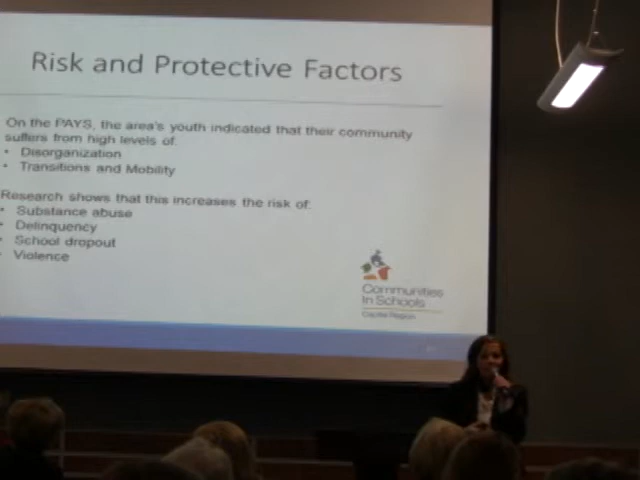 Risk and Protective Factors
On the PAYS, the area's youth indicated that their community
suffers from high levels of:
• Disorganization
• Transitions and Mobility
Research shows that this increases the risk of:
• Substance abuse
• Delinquency
• School dropout
• Violence
Communities
In Schools
Capital Region